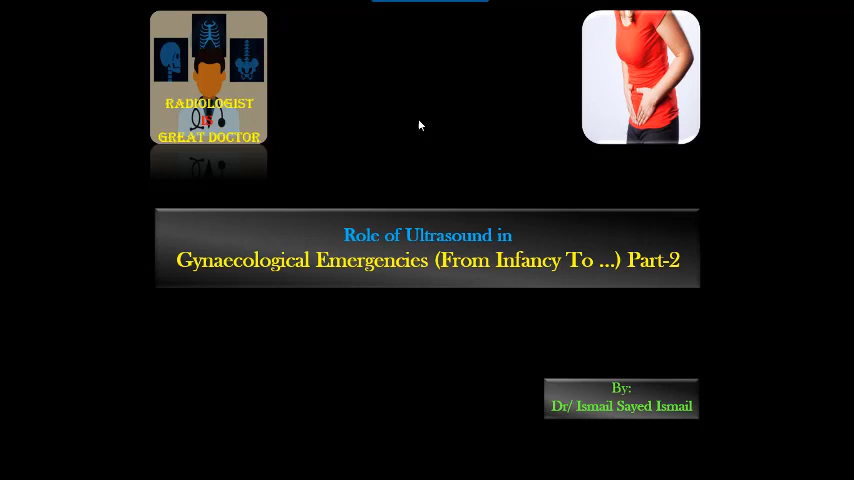 RADIOLOGIST
IS
GREAT DOCTOR
Role of Ultrasound in
Gynaecological Emergencies (From Infancy To ...) Part-2
By:
Dr/ Ismail Sayed Ismail